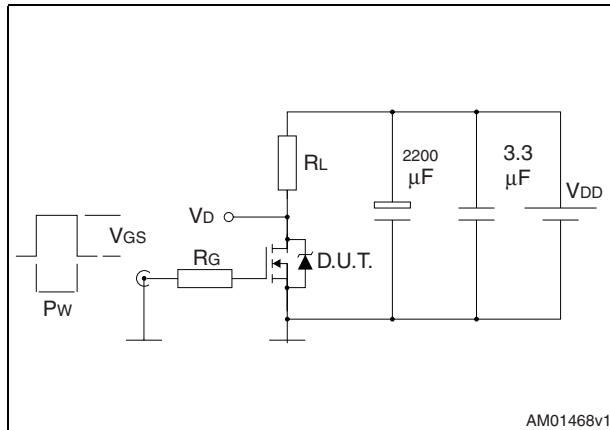 RL
2200
μF
3.3
μF
VDD
VD
VGS
RG
D.U.T.
PW
AM01468v1